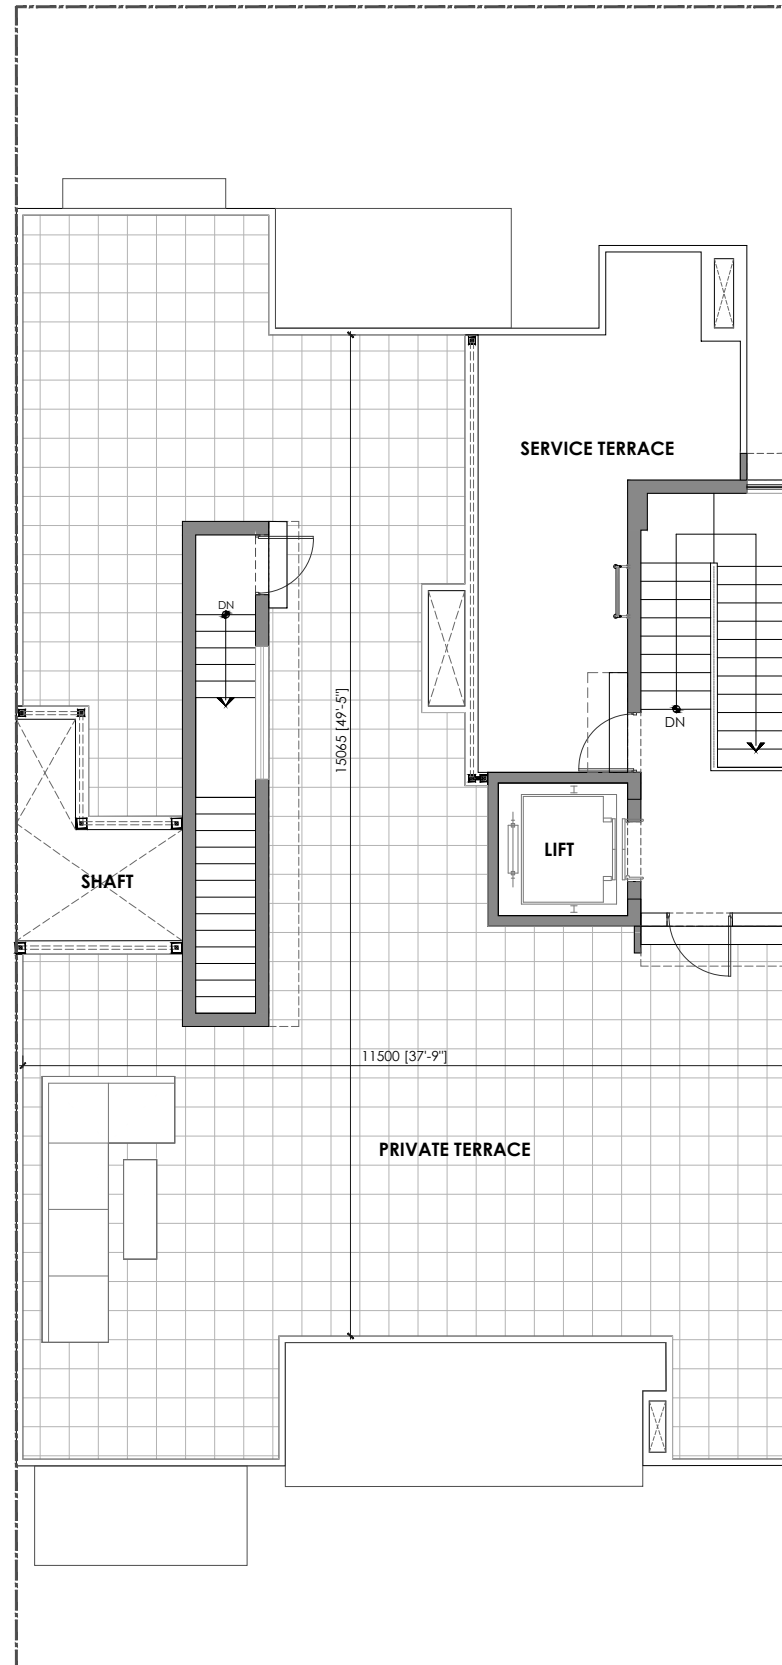 SERVICE TERRACE
DN
15065 [49'-5"]
DN
LIFT
SHAFT
11500 [37'-9"]
PRIVATE TERRACE